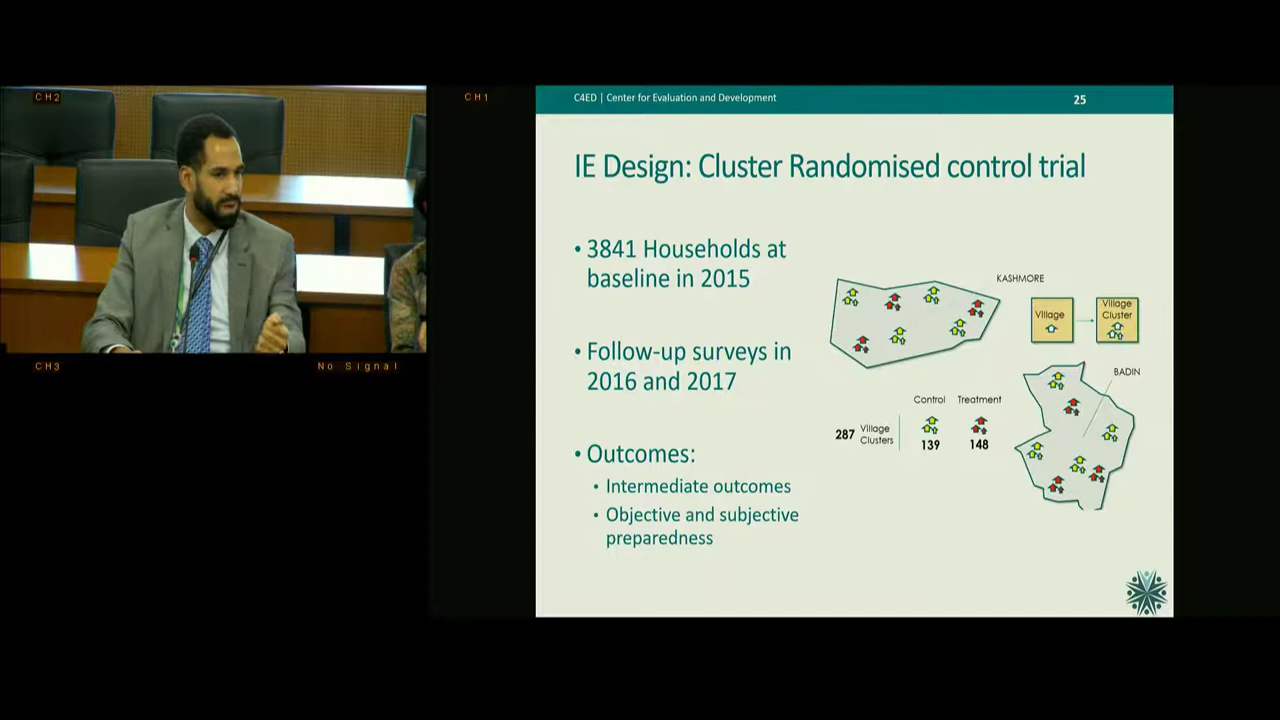 CH2
CH1
C4ED | Center for Evaluation and Development
25
IE Design: Cluster Randomised control trial
• 3841 Households at
baseline in 2015
• Follow-up surveys in
2016 and 2017
• Outcomes:
• Intermediate outcomes
• Objective and subjective
preparedness
KASHMORE
Village
Village
Cluster
BADIN
Control
Treatment
287
Village
Clusters
139
148
CH3
No Signal